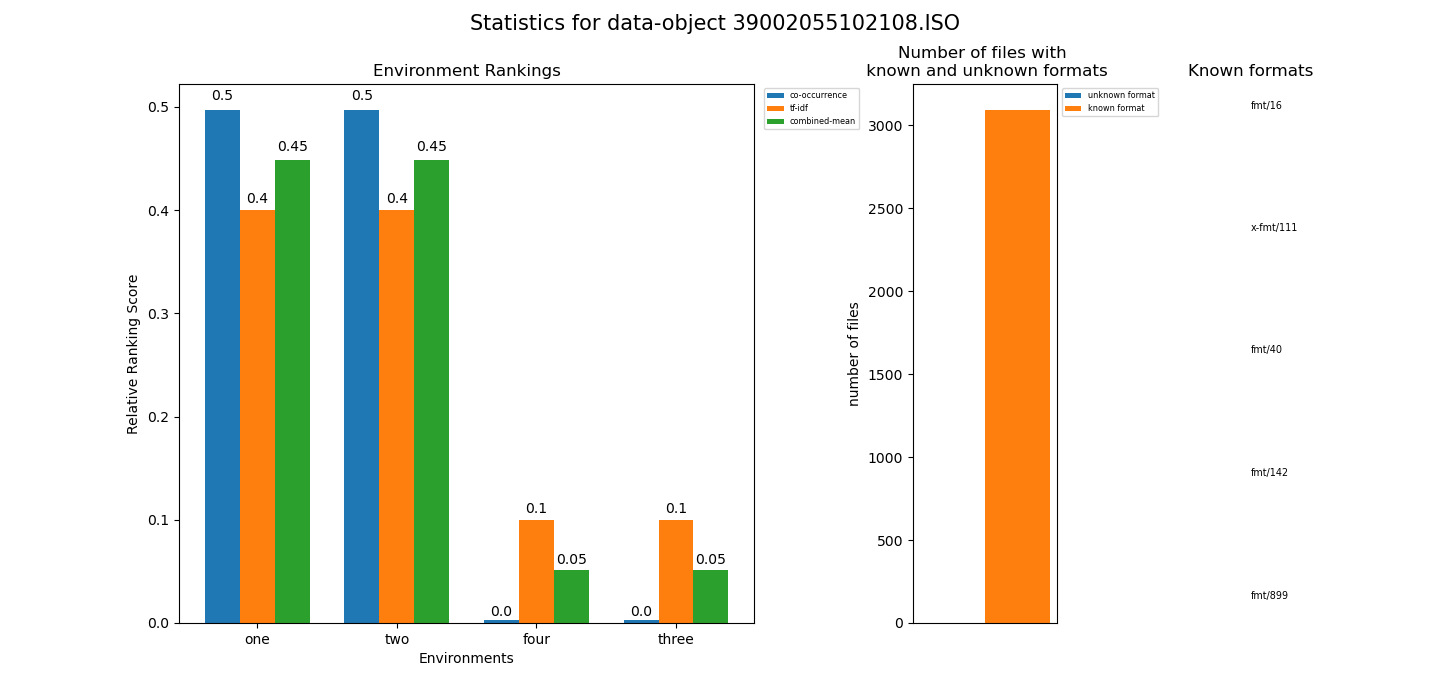 Statistics for data-object 39002055102108.ISO
Environment Rankings
0.5
0.4
0.3
0.2
0.1
0.0
Relative Ranking Score
0.5
0.4
0.45
0.5
0.4
0.45
0.0
0.1
0.05
0.0
0.1
0.05
one
two
four
three
Environments
co-occurrence
tf-idf
combined-mean
Number of files with
known and unknown formats
3000
2500
2000
1500
1000
500
0
number of files
unknown format
known format
Known formats
fmt/16
x-fmt/111
fmt/40
fmt/142
fmt/899